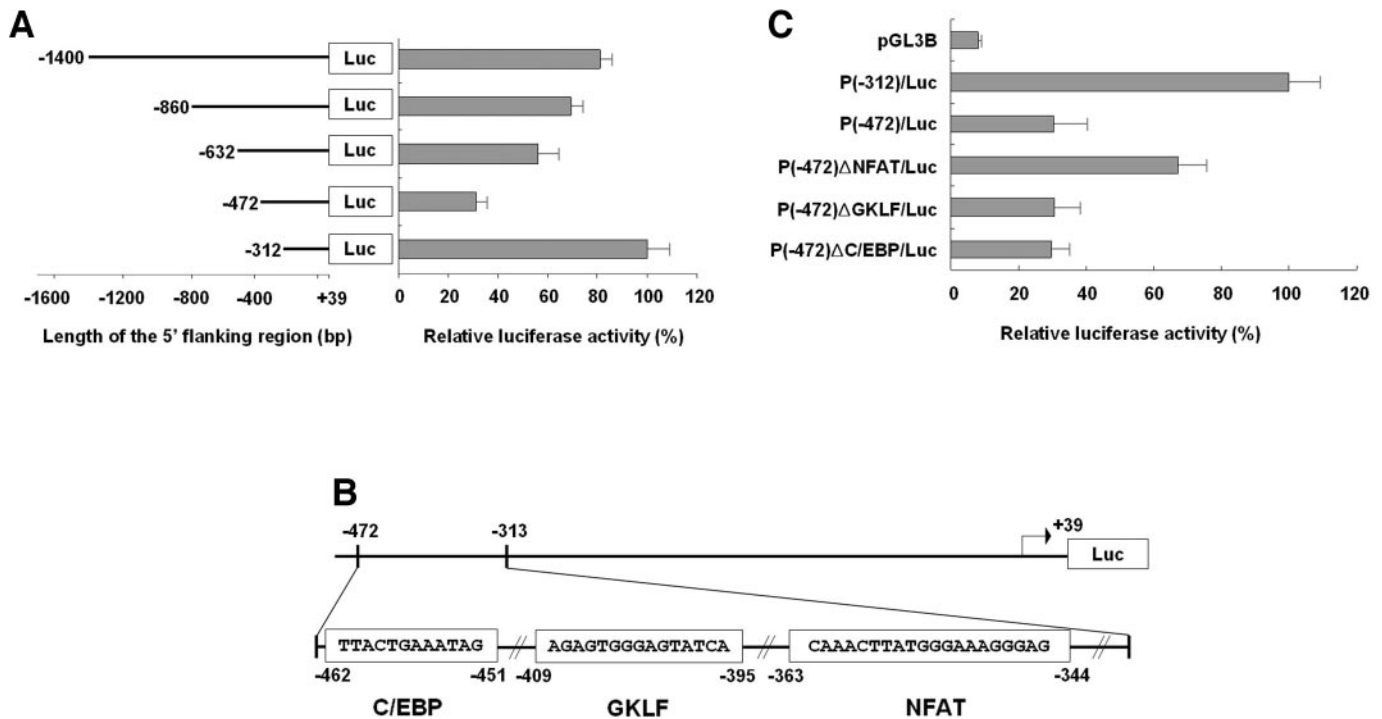 A
-1400 Luc
-860 Luc
-632 Luc
-472 Luc
-312 Luc
-1600 -1200 -800 -400 +39
Length of the 5' flanking region (bp)
0 20 40 60 80 100 120
Relative luciferase activity (%)
C
pGL3B
P(-312)/Luc
P(-472)/Luc
P(-472)ΔNFAT/Luc
P(-472)ΔGKLF/Luc
P(-472)ΔC/EBP/Luc
0 20 40 60 80 100 120
Relative luciferase activity (%)
B
-472 -313 +39
Luc
TTACTGAAATAG // AGAGTGGGAGTATCA // CAAACTTATGGGAAAGGGAG //
-462 -451 -409 -395 -363 -344
C/EBP GKLF NFAT